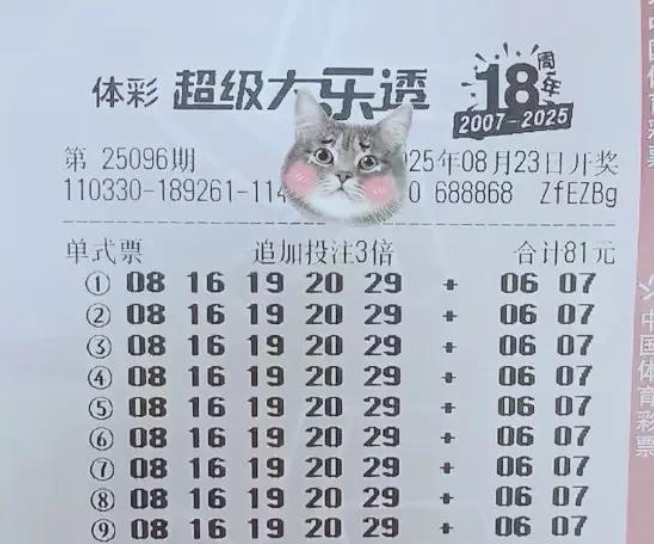 体彩 超级大乐透 18周年
2007-2025
第 25096期 25年08月23日开奖
110330-189261-114 0 688868 ZfEZBg
单式票 追加投注3倍 合计81元
① 08 16 19 20 29 + 06 07
② 08 16 19 20 29 + 06 07
③ 08 16 19 20 29 + 06 07
④ 08 16 19 20 29 + 06 07
⑤ 08 16 19 20 29 + 06 07
⑥ 08 16 19 20 29 + 06 07
⑦ 08 16 19 20 29 + 06 07
⑧ 08 16 19 20 29 + 06 07
⑨ 08 16 19 20 29 + 06 07
中国体育彩票
中国体育彩票